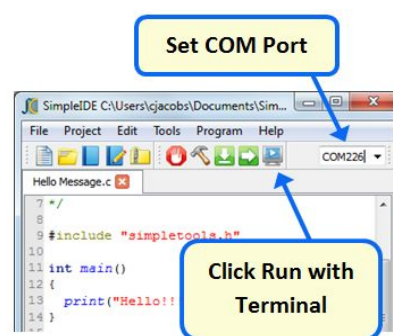 Set COM Port
SimpleIDE C:\Users\cjacobs\Documents\Sim...
File Project Edit Tools Program Help
COM226
Hello Message.c
7 */
8
9 #include "simpletools.h"
10
11 int main()
12 {
13 print("Hello!!
14 }
Click Run with
Terminal